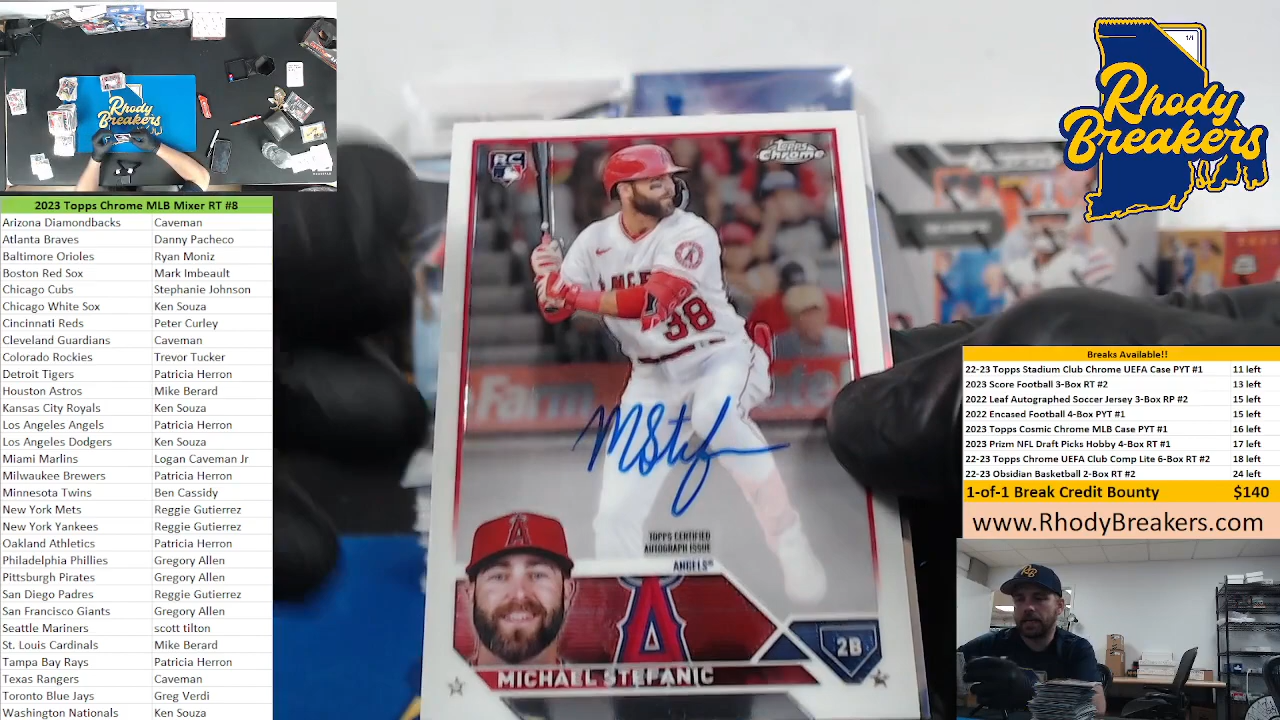 Rhody
Breakers
2023 Topps Chrome MLB Mixer RT #8
Arizona Diamondbacks Caveman
Atlanta Braves Danny Pacheco
Baltimore Orioles Ryan Moniz
Boston Red Sox Mark Imbeault
Chicago Cubs Stephanie Johnson
Chicago White Sox Ken Souza
Cincinnati Reds Peter Curley
Cleveland Guardians Caveman
Colorado Rockies Trevor Tucker
Detroit Tigers Patricia Herron
Houston Astros Mike Berard
Kansas City Royals Ken Souza
Los Angeles Angels Patricia Herron
Los Angeles Dodgers Ken Souza
Miami Marlins Logan Caveman Jr
Milwaukee Brewers Patricia Herron
Minnesota Twins Ben Cassidy
New York Mets Reggie Gutierrez
New York Yankees Reggie Gutierrez
Oakland Athletics Patricia Herron
Philadelphia Phillies Gregory Allen
Pittsburgh Pirates Gregory Allen
San Diego Padres Reggie Gutierrez
San Francisco Giants Gregory Allen
Seattle Mariners scott tilton
St. Louis Cardinals Mike Berard
Tampa Bay Rays Patricia Herron
Texas Rangers Caveman
Toronto Blue Jays Greg Verdi
Washington Nationals Ken Souza
RC
Topps
Chrome
38
Farm
MStef
TOPPS CERTIFIED
AUTOGRAPH ISSUE
ANGELS
A
2B
MICHAEL STEFANIC
1/1
Rhody
Breakers
Breaks Available!!
22-23 Topps Stadium Club Chrome UEFA Case PYT #1 11 left
2023 Score Football 3-Box RT #2 13 left
2022 Leaf Autographed Soccer Jersey 3-Box RP #2 15 left
2022 Encased Football 4-Box PYT #1 15 left
2023 Topps Cosmic Chrome MLB Case PYT #1 16 left
2023 Prizm NFL Draft Picks Hobby 4-Box RT #1 17 left
22-23 Topps Chrome UEFA Club Comp Lite 6-Box RT #2 18 left
22-23 Obsidian Basketball 2-Box RT #2 24 left
1-of-1 Break Credit Bounty $140
www.RhodyBreakers.com
RB